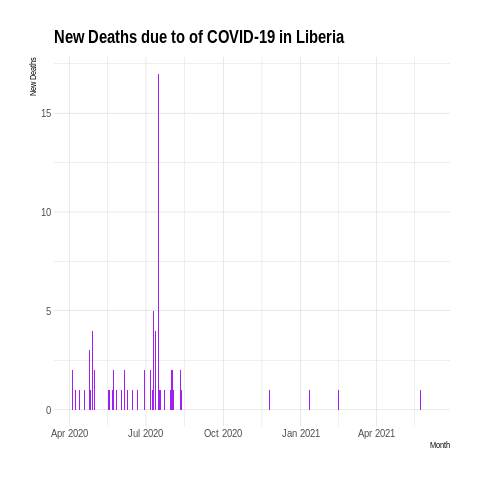 New Deaths due to of COVID-19 in Liberia
New Deaths
15
10
5
0
Apr 2020 Jul 2020 Oct 2020 Jan 2021 Apr 2021
Month